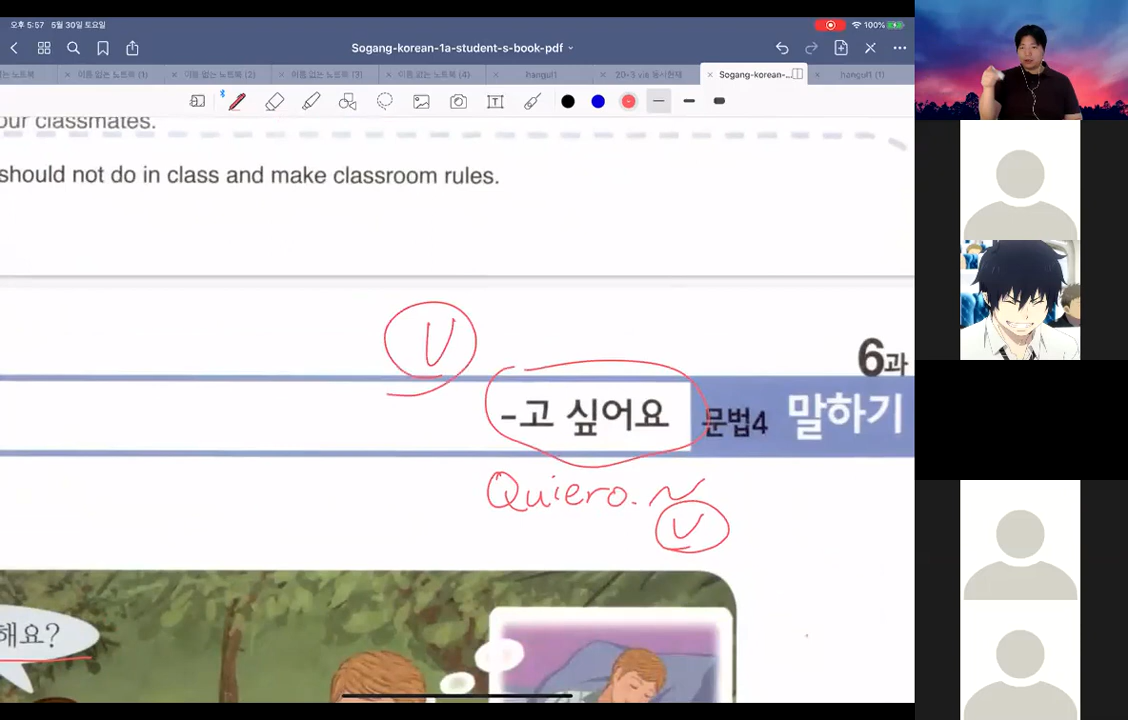 오후 5:57 5월 30일 토요일
100%
Sogang-korean-1a-student-s-book-pdf
이름 없는 노트북 (1)
이름 없는 노트북 (2)
이름 없는 노트북 (3)
이름 없는 노트북 (4)
hangul1
Sogang-korean-...
hangul1 (1)
our classmates.
should not do in class and make classroom rules.
V
6과
-고 싶어요 문법4 말하기
Quiero. ~
V
해요?